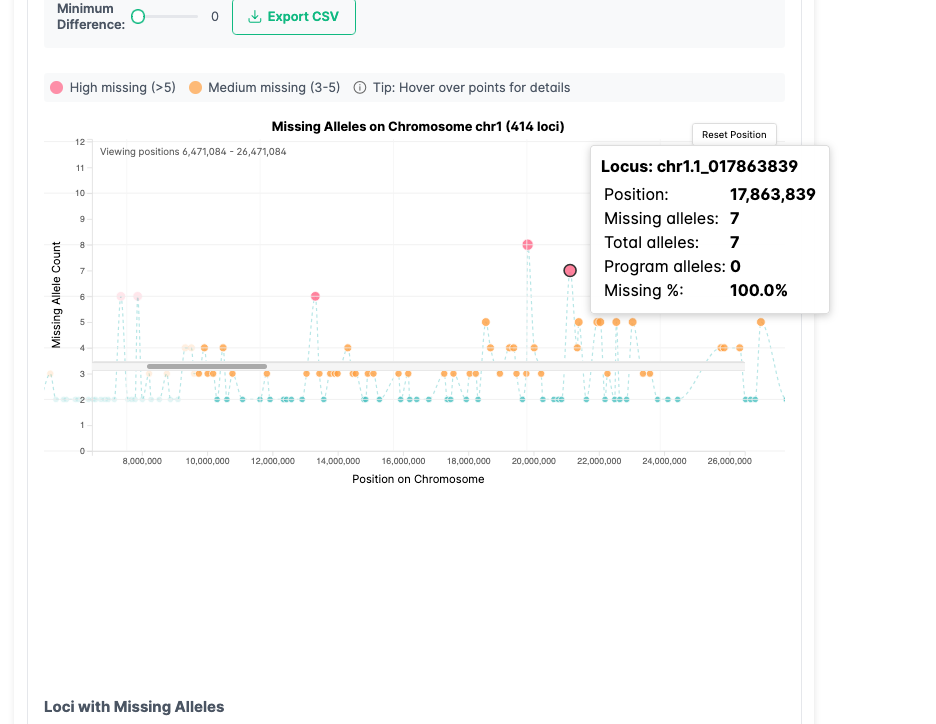 Minimum
Difference:
0
Export CSV
High missing (>5)
Medium missing (3-5)
Tip: Hover over points for details
Missing Alleles on Chromosome chr1 (414 loci)
Reset Position
Viewing positions 6,471,084 - 26,471,084
Locus: chr1.1_017863839
Position: 17,863,839
Missing alleles: 7
Total alleles: 7
Program alleles: 0
Missing %: 100.0%
Missing Allele Count
12
11
10
9
8
7
6
5
4
3
2
1
0
8,000,000 10,000,000 12,000,000 14,000,000 16,000,000 18,000,000 20,000,000 22,000,000 24,000,000 26,000,000
Position on Chromosome
Loci with Missing Alleles